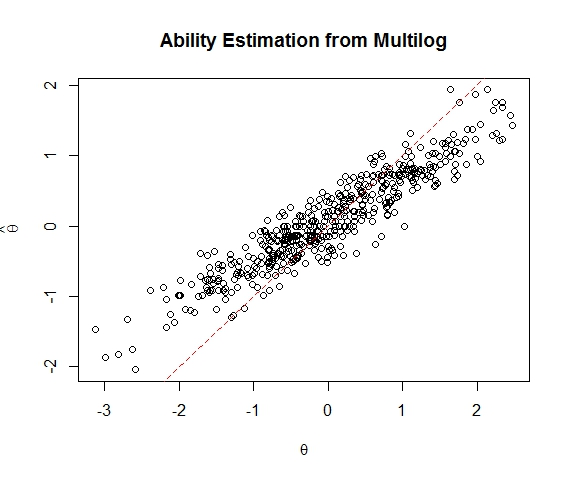 Ability Estimation from Multilog
2
1
0
-1
-2
θ̂
-3 -2 -1 0 1 2
θ